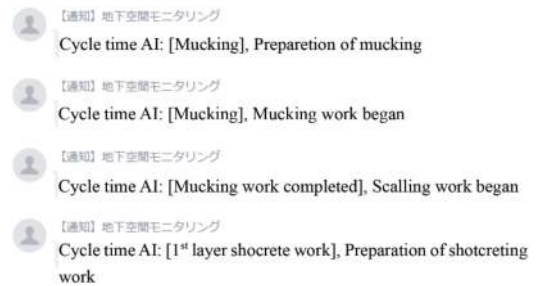 【通知】地下空間モニタリング
Cycle time AI: [Mucking], Preparetion of mucking
【通知】地下空間モニタリング
Cycle time AI: [Mucking], Mucking work began
【通知】地下空間モニタリング
Cycle time AI: [Mucking work completed], Scalling work began
【通知】地下空間モニタリング
Cycle time AI: [1st layer shocrete work], Preparation of shotcreting
work